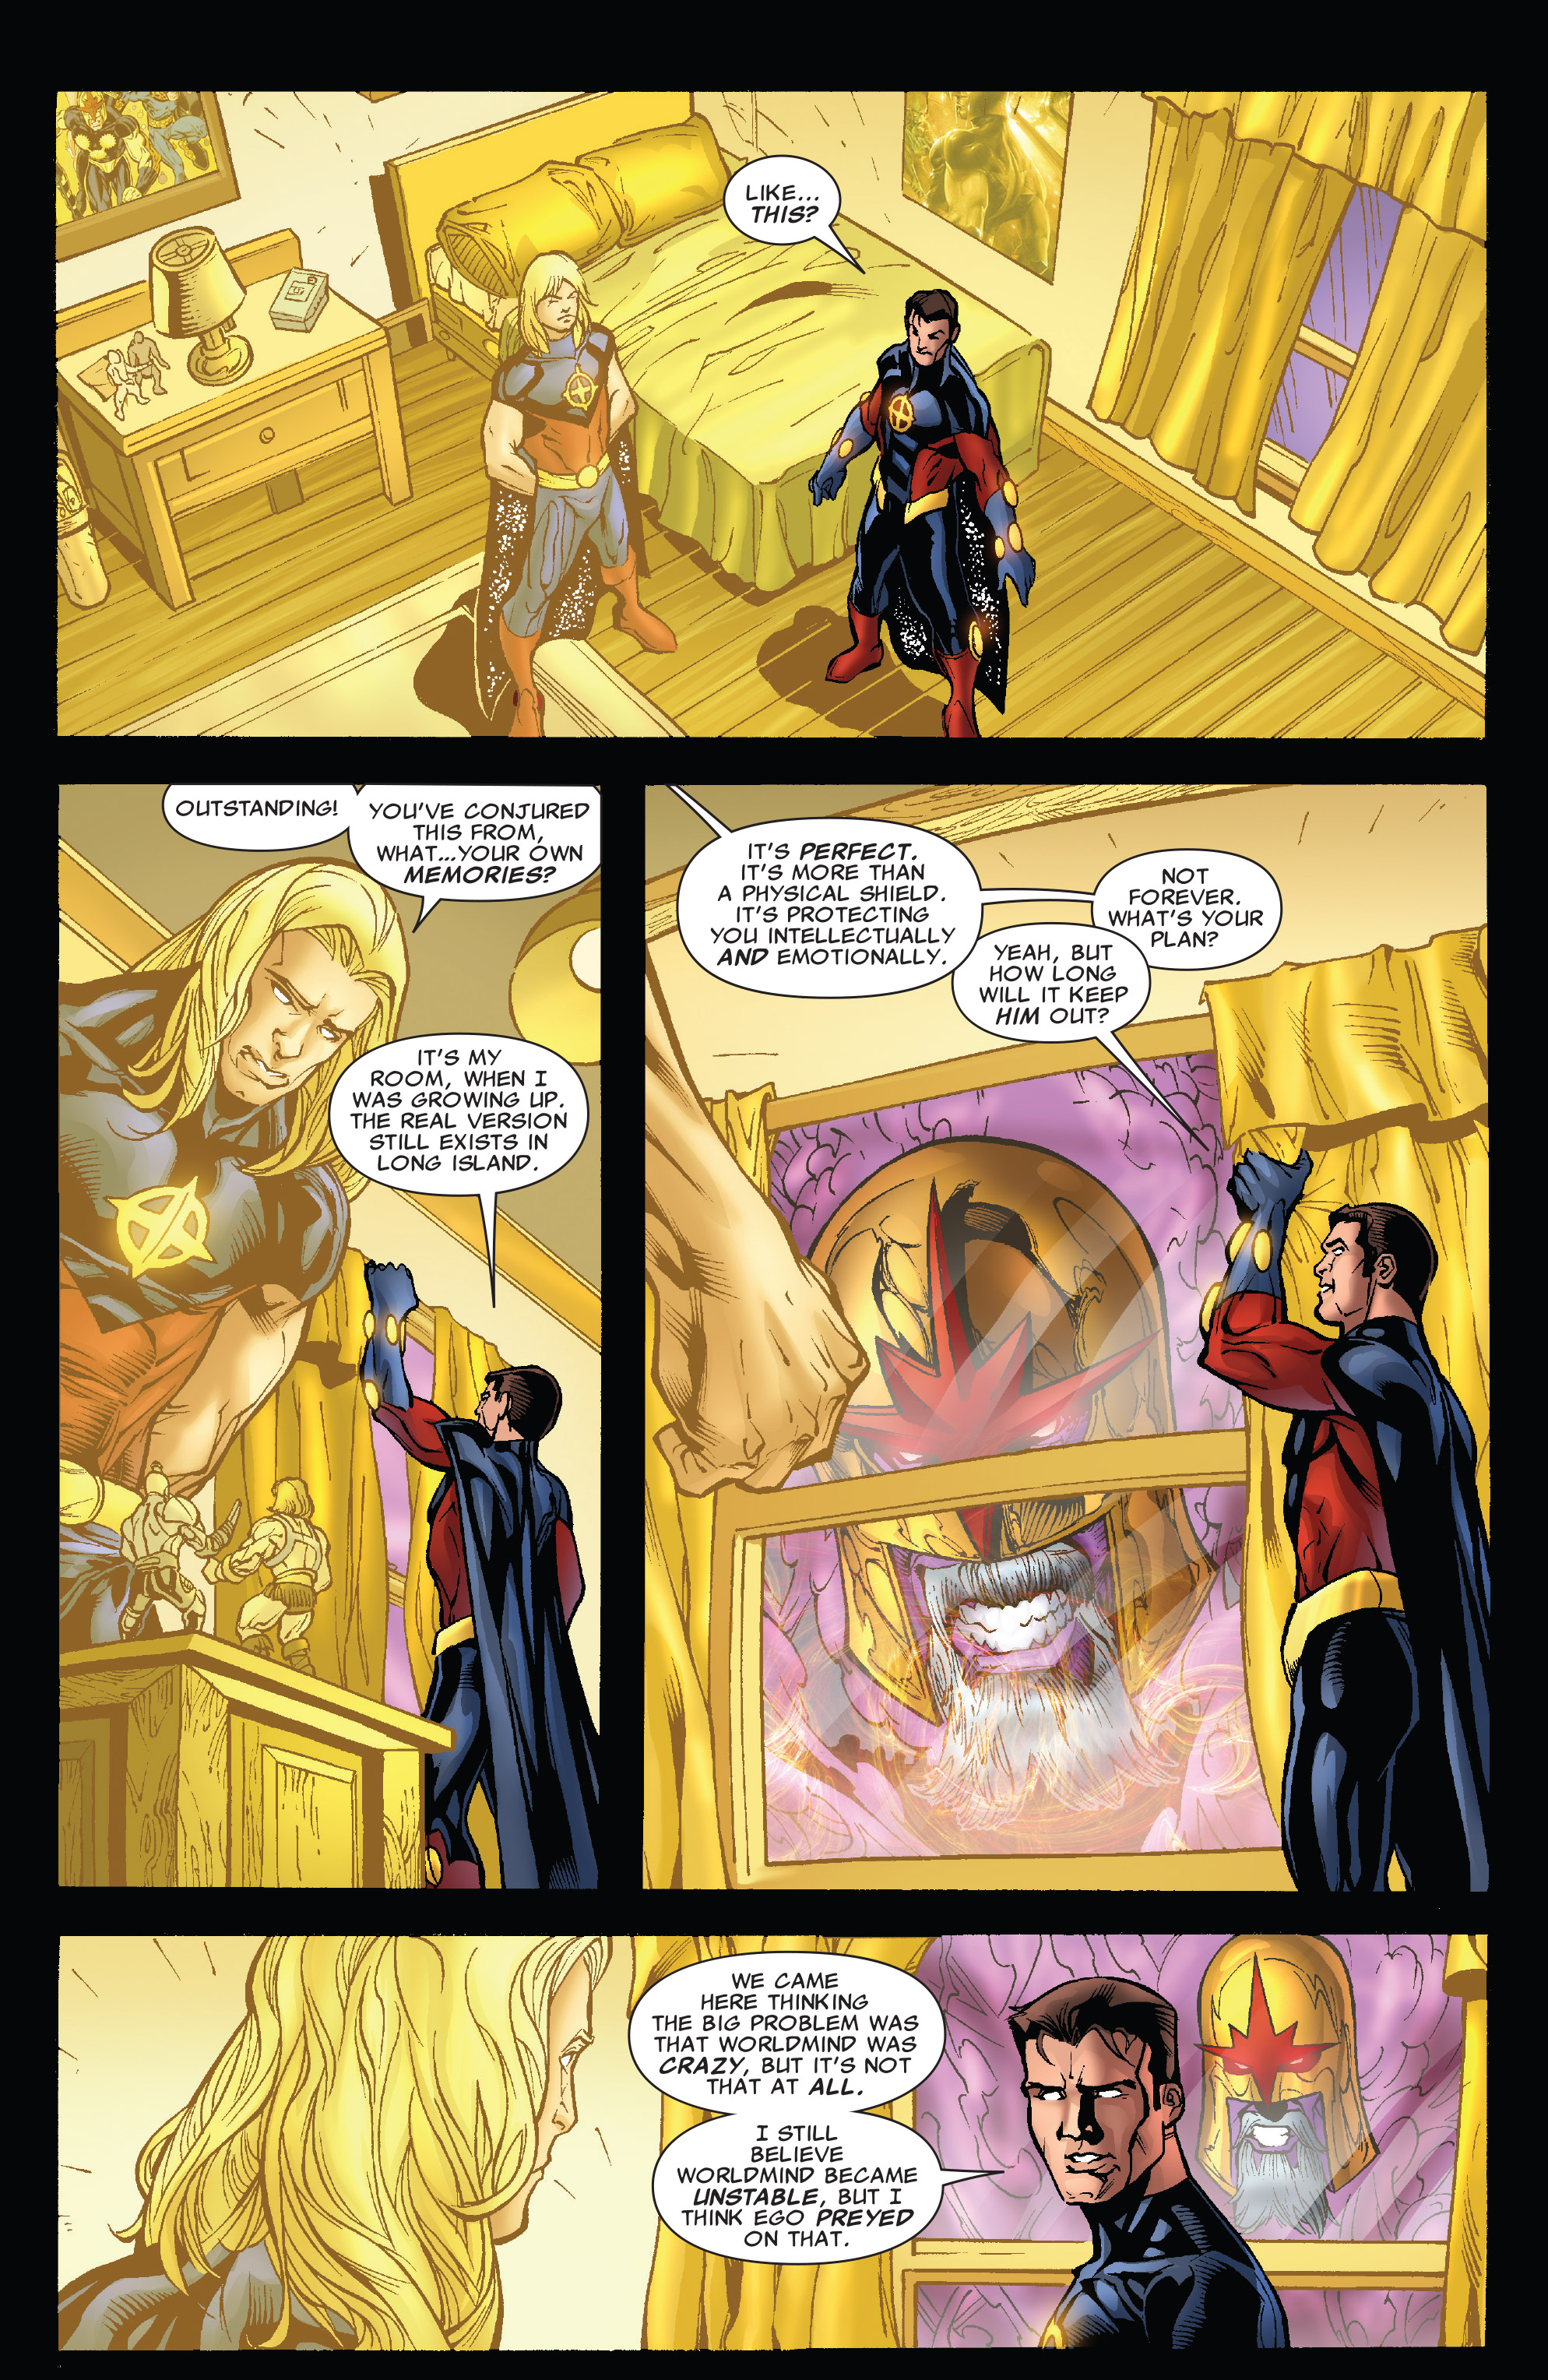 LIKE...
THIS?
OUTSTANDING!
YOU'VE CONJURED
THIS FROM,
WHAT...YOUR OWN
MEMORIES?
IT'S MY
ROOM, WHEN I
WAS GROWING UP.
THE REAL VERSION
STILL EXISTS IN
LONG ISLAND.
IT'S PERFECT.
IT'S MORE THAN
A PHYSICAL SHIELD.
IT'S PROTECTING
YOU INTELLECTUALLY
AND EMOTIONALLY.
YEAH, BUT
HOW LONG
WILL IT KEEP
HIM OUT?
NOT
FOREVER.
WHAT'S YOUR
PLAN?
WE CAME
HERE THINKING
THE BIG PROBLEM WAS
THAT WORLDMIND WAS
CRAZY, BUT IT'S NOT
THAT AT ALL.
I STILL
BELIEVE
WORLDMIND BECAME
UNSTABLE, BUT I
THINK EGO PREYED
ON THAT.